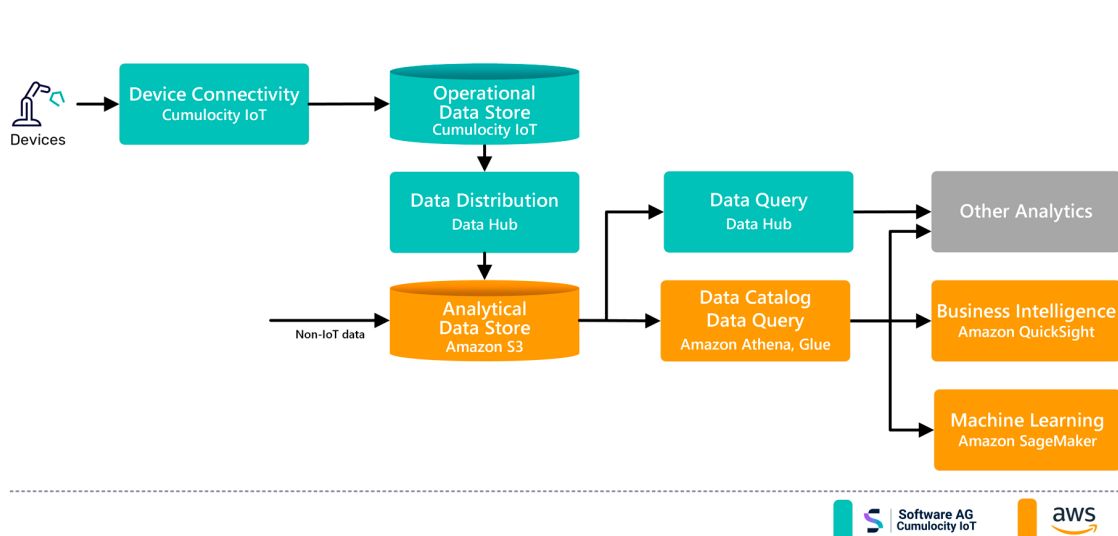 Devices
Device Connectivity
Cumulocity IoT
Operational
Data Store
Cumulocity IoT
Data Distribution
Data Hub
Data Query
Data Hub
Other Analytics
Non-IoT data
Analytical
Data Store
Amazon S3
Data Catalog
Data Query
Amazon Athena, Glue
Business Intelligence
Amazon QuickSight
Machine Learning
Amazon SageMaker
Software AG
Cumulocity IoT
aws